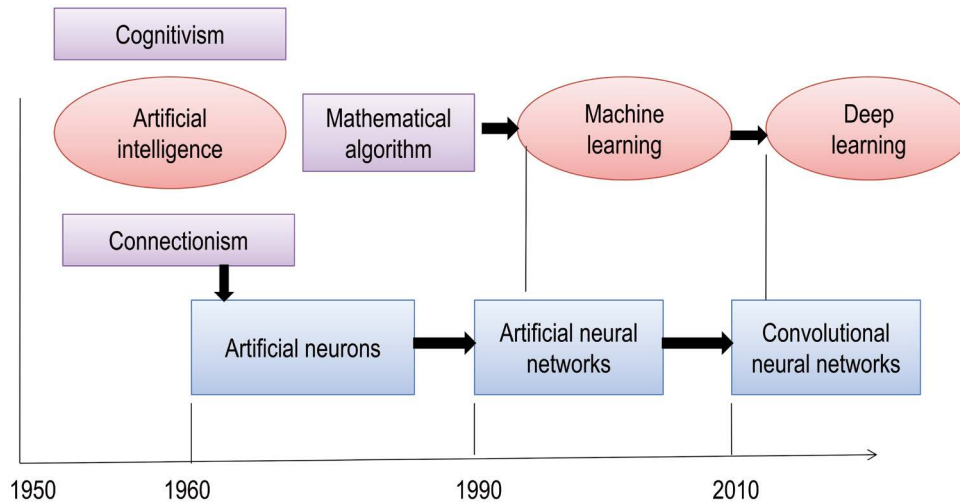 Cognitivism
Artificial
intelligence
Mathematical
algorithm
Machine
learning
Deep
learning
Connectionism
Artificial neurons
Artificial neural
networks
Convolutional
neural networks
1950
1960
1990
2010